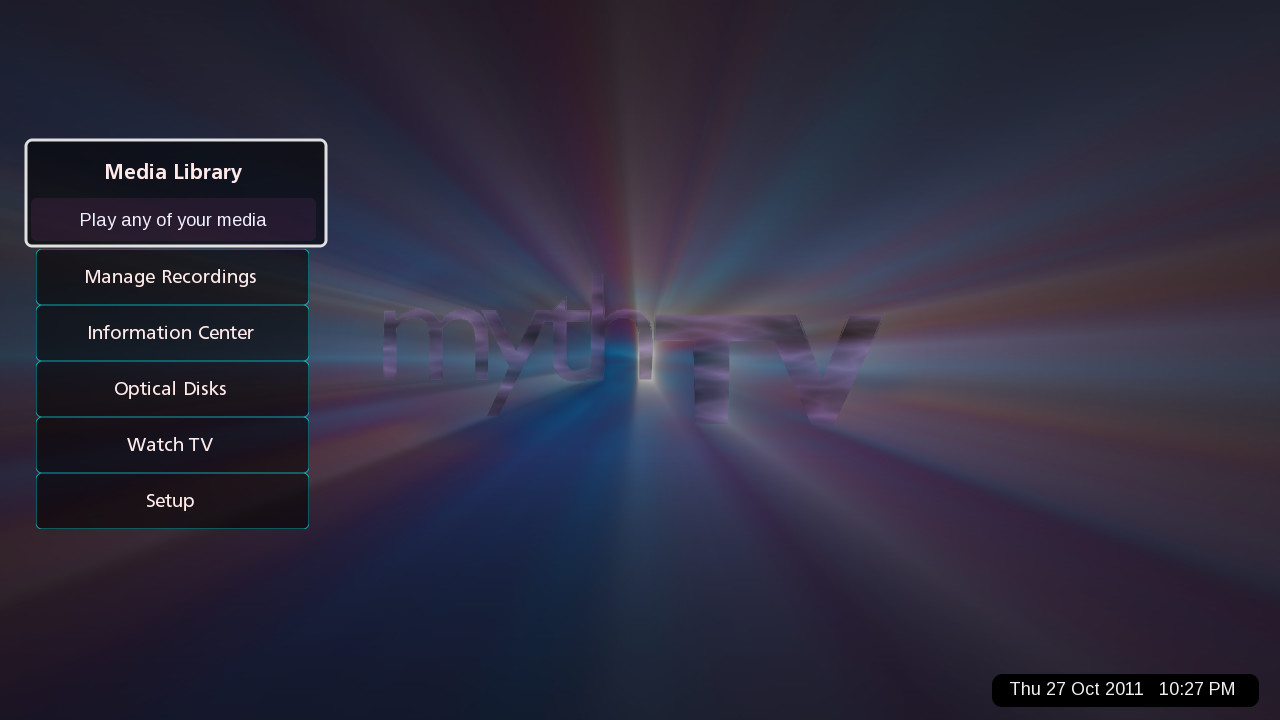 Media Library
Play any of your media
Manage Recordings
Information Center
Optical Disks
Watch TV
Setup
mythTV
Thu 27 Oct 2011 10:27 PM